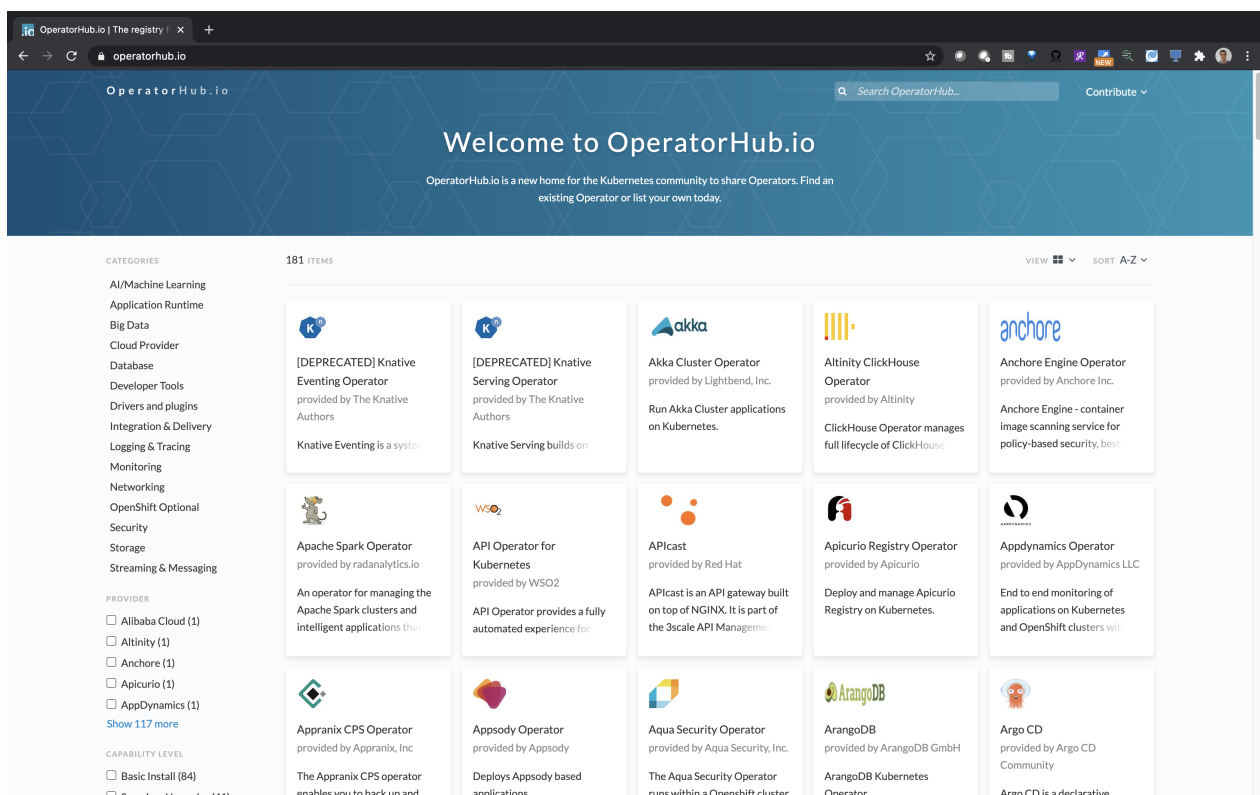 OperatorHub.io | The registry f
operatorhub.io
NEW
OperatorHub.io
Search OperatorHub...
Contribute
Welcome to OperatorHub.io
OperatorHub.io is a new home for the Kubernetes community to share Operators. Find an
existing Operator or list your own today.
CATEGORIES
AI/Machine Learning
Application Runtime
Big Data
Cloud Provider
Database
Developer Tools
Drivers and plugins
Integration & Delivery
Logging & Tracing
Monitoring
Networking
OpenShift Optional
Security
Storage
Streaming & Messaging
PROVIDER
Alibaba Cloud (1)
Altinity (1)
Anchore (1)
Apicurio (1)
AppDynamics (1)
Show 117 more
CAPABILITY LEVEL
Basic Install (84)
181 ITEMS
VIEW
SORT A-Z
K n
[DEPRECATED] Knative
Eventing Operator
provided by The Knative
Authors
Knative Eventing is a syste
K n
[DEPRECATED] Knative
Serving Operator
provided by The Knative
Authors
Knative Serving builds on
akka
Akka Cluster Operator
provided by Lightbend, Inc.
Run Akka Cluster applications
on Kubernetes.
Altinity ClickHouse
Operator
provided by Altinity
ClickHouse Operator manages
full lifecycle of ClickHouse
anchore
Anchore Engine Operator
provided by Anchore Inc.
Anchore Engine - container
image scanning service for
policy-based security, best
Apache Spark Operator
provided by radanalytics.io
An operator for managing the
Apache Spark clusters and
intelligent applications tha
WSO2
API Operator for
Kubernetes
provided by WSO2
API Operator provides a fully
automated experience for
APIcast
provided by Red Hat
APIcast is an API gateway built
on top of NGINX. It is part of
the 3scale API Managemen
Apicurio Registry Operator
provided by Apicurio
Deploy and manage Apicurio
Registry on Kubernetes.
APPDYNAMICS
Appdynamics Operator
provided by AppDynamics LLC
End to end monitoring of
applications on Kubernetes
and OpenShift clusters wit
Appranix CPS Operator
provided by Appranix, Inc
The Appranix CPS operator
enables you to back up and
Appsody Operator
provided by Appsody
Deploys Appsody based
applications
Aqua Security Operator
provided by Aqua Security, Inc.
The Aqua Security Operator
runs within a Openshift cluster
ArangoDB
ArangoDB
provided by ArangoDB GmbH
ArangoDB Kubernetes
Operator
Argo CD
provided by Argo CD
Community
Argo CD is a declarative